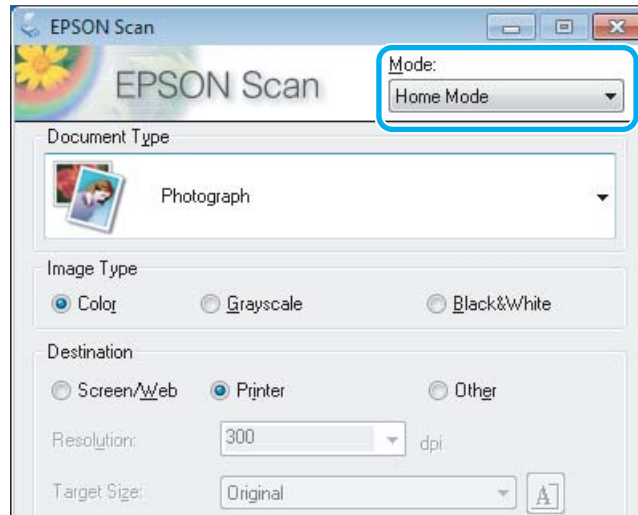 EPSON Scan
EPSON Scan
Mode:
Home Mode
Document Type
Photograph
Image Type
Color Grayscale Black&White
Destination
Screen/Web Printer Other
Resolution: 300 dpi
Target Size: Original A